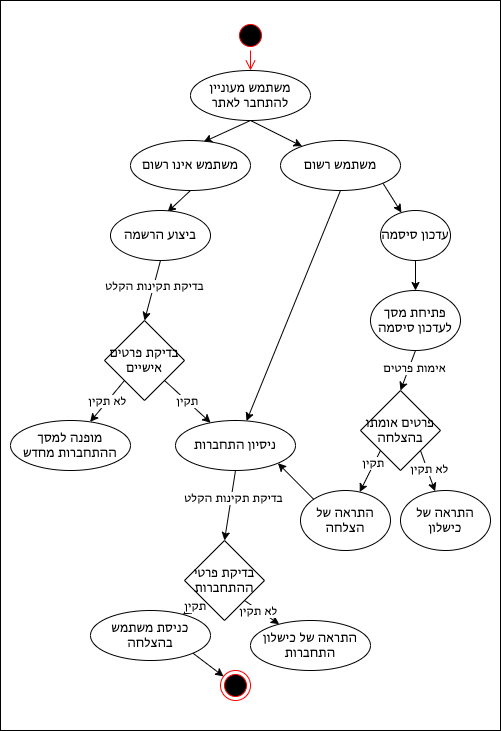 משתמש מעוניין
להתחבר לאתר
משתמש רשום
משתמש אינו רשום
עדכון סיסמה
ביצוע הרשמה
בדיקת תקינות הקלט
פתיחת מסך
לעדכון סיסמה
אימות פרטים
בדיקת פרטים
אישיים
תקין
לא תקין
פרטים אומתו
בהצלחה
ניסיון התחברות
מופנה למסך
ההתחברות מחדש
לא תקין
תקין
בדיקת תקינות הקלט
התראה של
כישלון
התראה של
הצלחה
בדיקת פרטי
ההתחברות
לא תקין
תקין
כניסת משתמש
בהצלחה
התראה של כישלון
התחברות